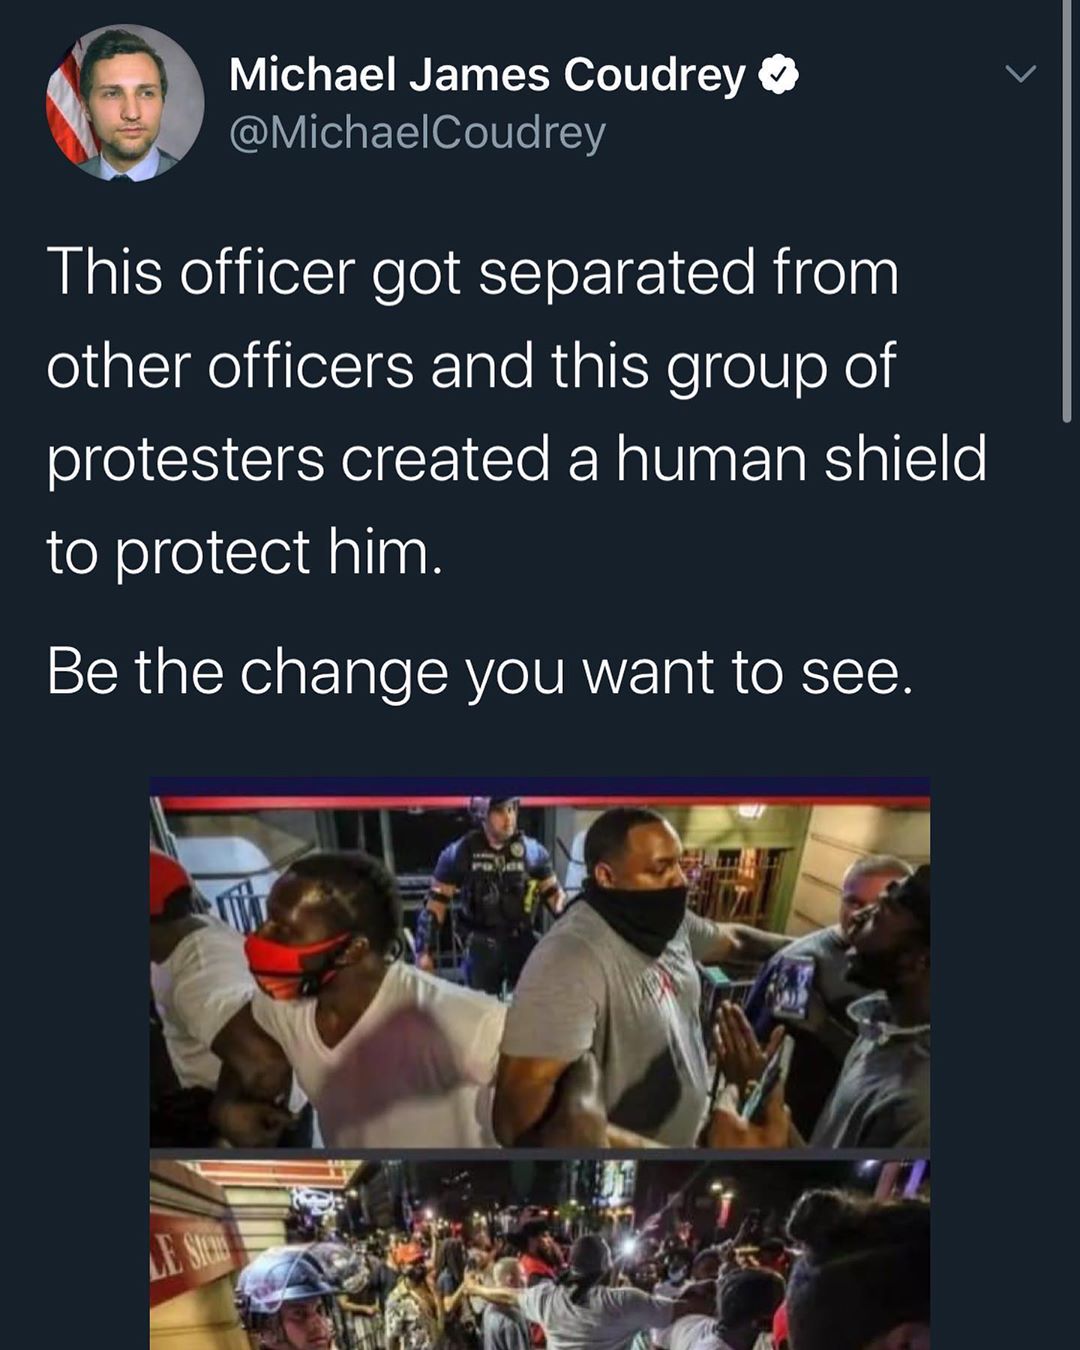 Michael James Coudrey
@MichaelCoudrey
This officer got separated from
other officers and this group of
protesters created a human shield
to protect him.
Be the change you want to see.